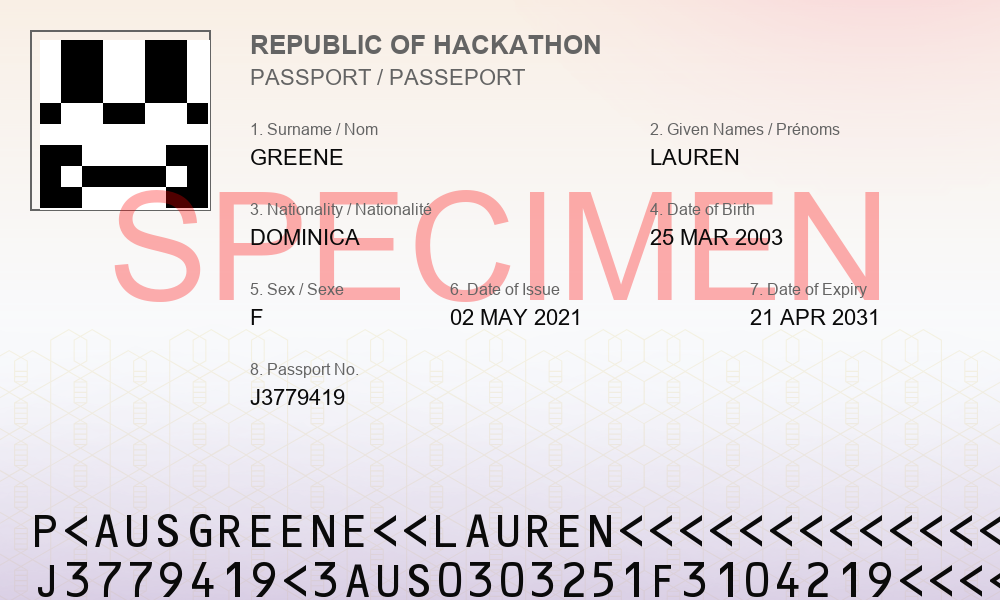 REPUBLIC OF HACKATHON
PASSPORT / PASSEPORT
1. Surname / Nom
2. Given Names / Prénoms
GREENE
LAUREN
SPECIMEN
3. Nationality / Nationalité
4. Date of Birth
DOMINICA
25 MAR 2003
5. Sex / Sexe
6. Date of Issue
7. Date of Expiry
F
02 MAY 2021
21 APR 2031
8. Passport No.
J3779419
P<AUSGREENE<<LAUREN<<<<<<<<<<<<<
J3779419<3AUS0303251F3104219<<<<